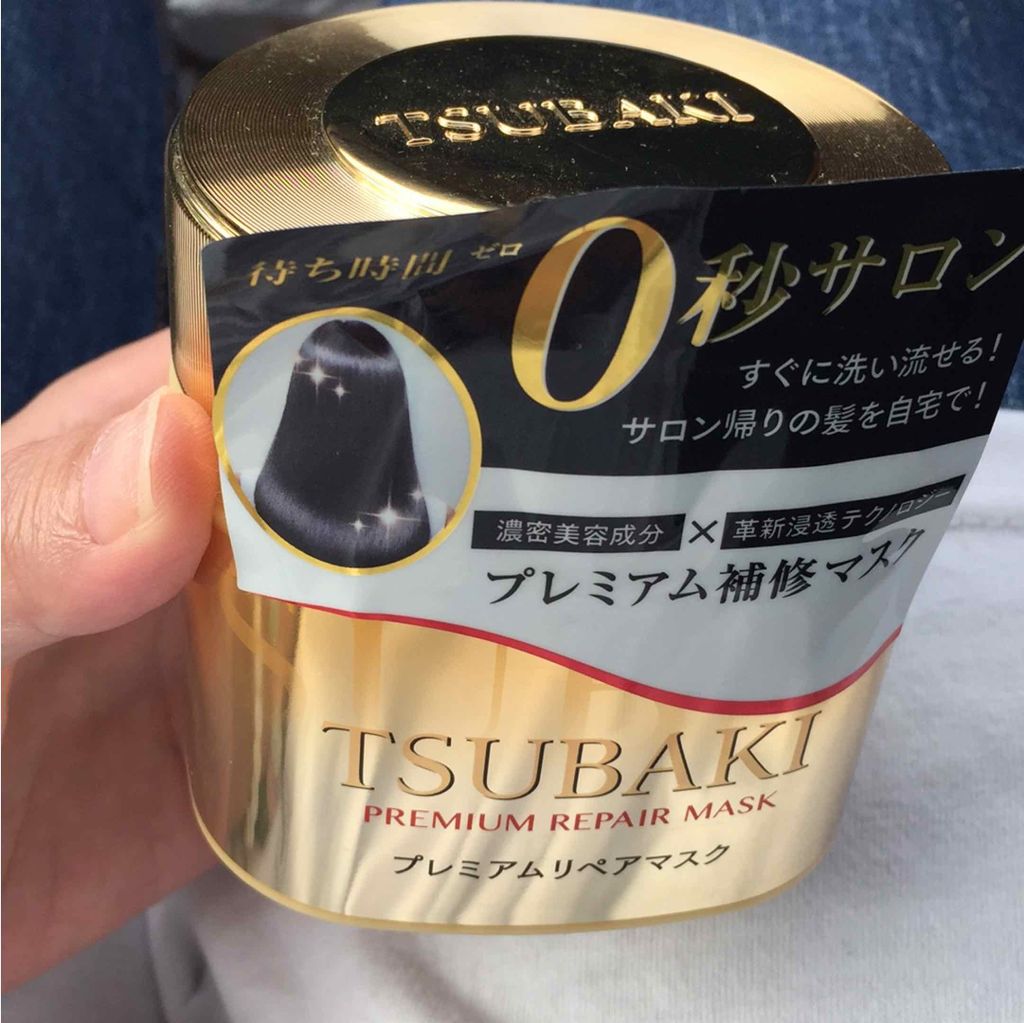 TSUBAKI
待ち時間 ゼロ
0秒サロン
すぐに洗い流せる!
サロン帰りの髪を自宅で!
濃密美容成分×革新浸透テクノロジー
プレミアム補修マスク
TSUBAKI
PREMIUM REPAIR MASK
プレミアムリペアマスク